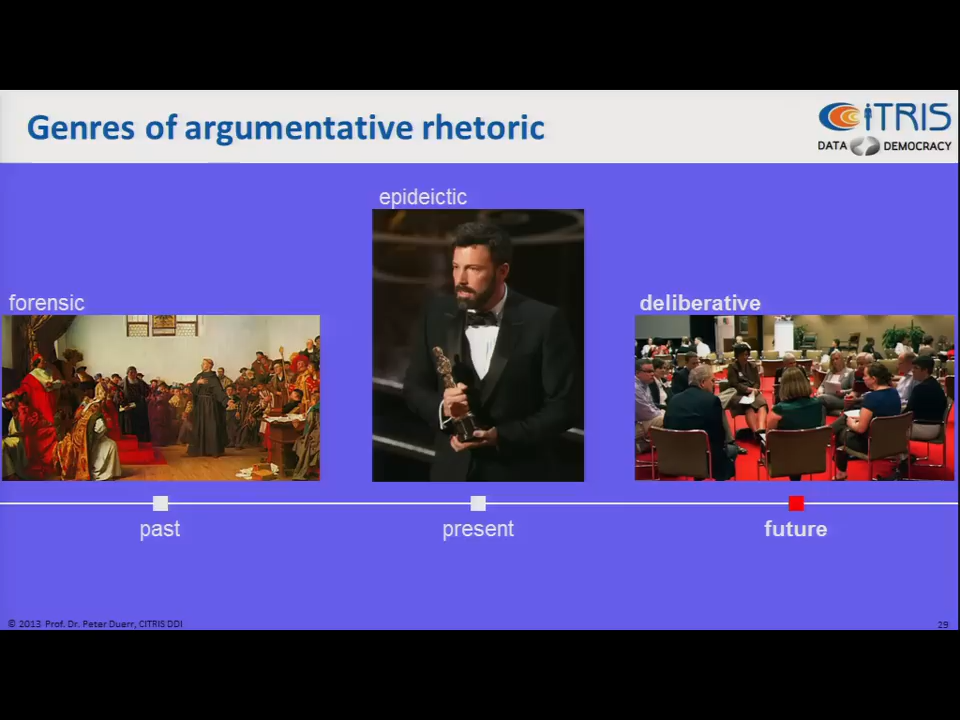 Genres of argumentative rhetoric
CiTRIS
DATA DEMOCRACY
epideictic
forensic
deliberative
past
present
future
© 2013 Prof. Dr. Peter Duerr, CITRIS DDI
29